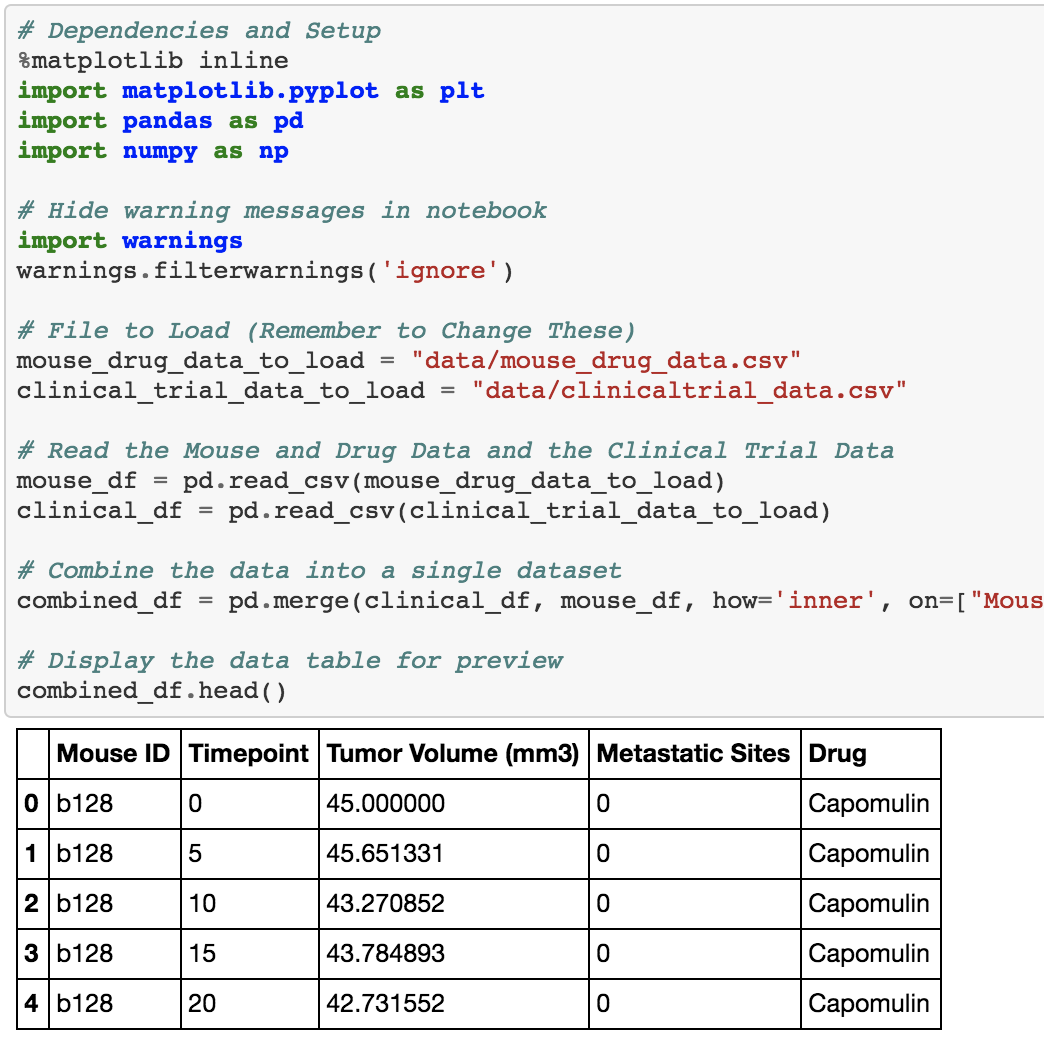 # Dependencies and Setup
%matplotlib inline
import matplotlib.pyplot as plt
import pandas as pd
import numpy as np

# Hide warning messages in notebook
import warnings
warnings.filterwarnings('ignore')

# File to Load (Remember to Change These)
mouse_drug_data_to_load = "data/mouse_drug_data.csv"
clinical_trial_data_to_load = "data/clinicaltrial_data.csv"

# Read the Mouse and Drug Data and the Clinical Trial Data
mouse_df = pd.read_csv(mouse_drug_data_to_load)
clinical_df = pd.read_csv(clinical_trial_data_to_load)

# Combine the data into a single dataset
combined_df = pd.merge(clinical_df, mouse_df, how='inner', on=["Mous

# Display the data table for preview
combined_df.head()
Mouse ID Timepoint Tumor Volume (mm3) Metastatic Sites Drug
0 b128 0 45.000000 0 Capomulin
1 b128 5 45.651331 0 Capomulin
2 b128 10 43.270852 0 Capomulin
3 b128 15 43.784893 0 Capomulin
4 b128 20 42.731552 0 Capomulin